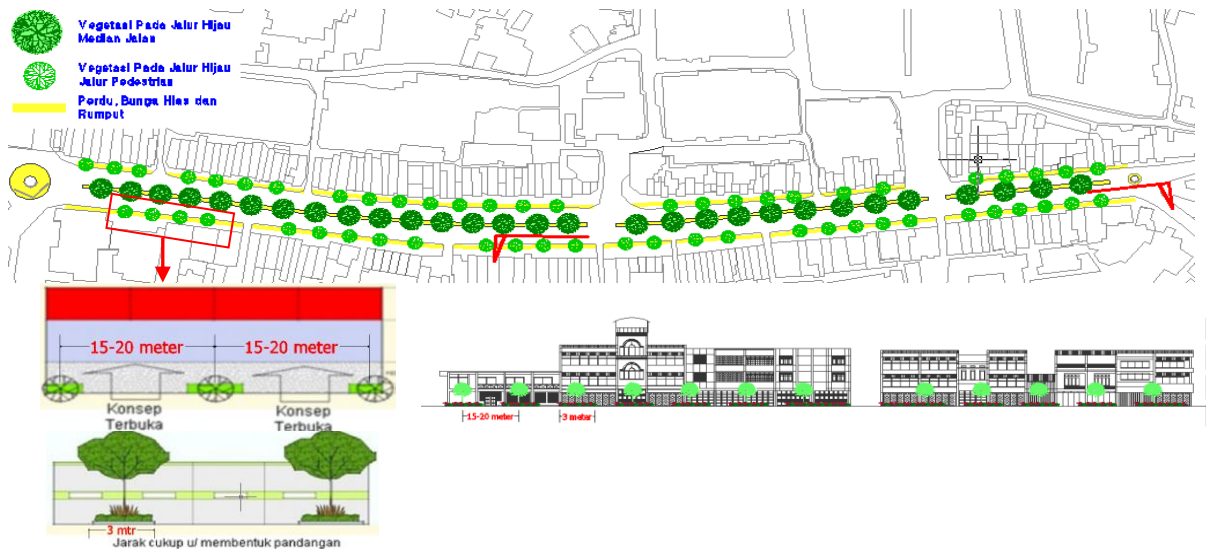 Vegetasi Pada Jalur Hijau
Median Jalan
Vegetasi Pada Jalur Hijau
Jalur Pedestrian
Perdu, Bunga Hias dan
Rumput
15-20 meter
15-20 meter
Konsep
Terbuka
Konsep
Terbuka
3 mtr
Jarak cukup u/ membentuk pandangan
15-20 meter
3 meter